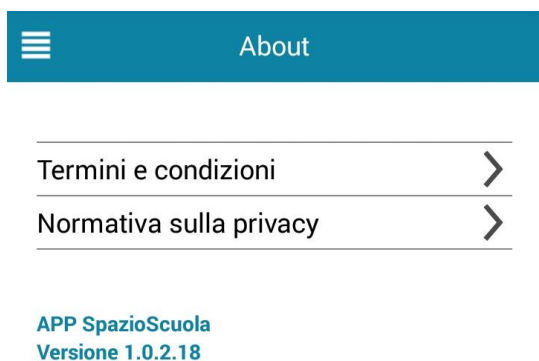 About
Termini e condizioni
Normativa sulla privacy
APP SpazioScuola
Versione 1.0.2.18